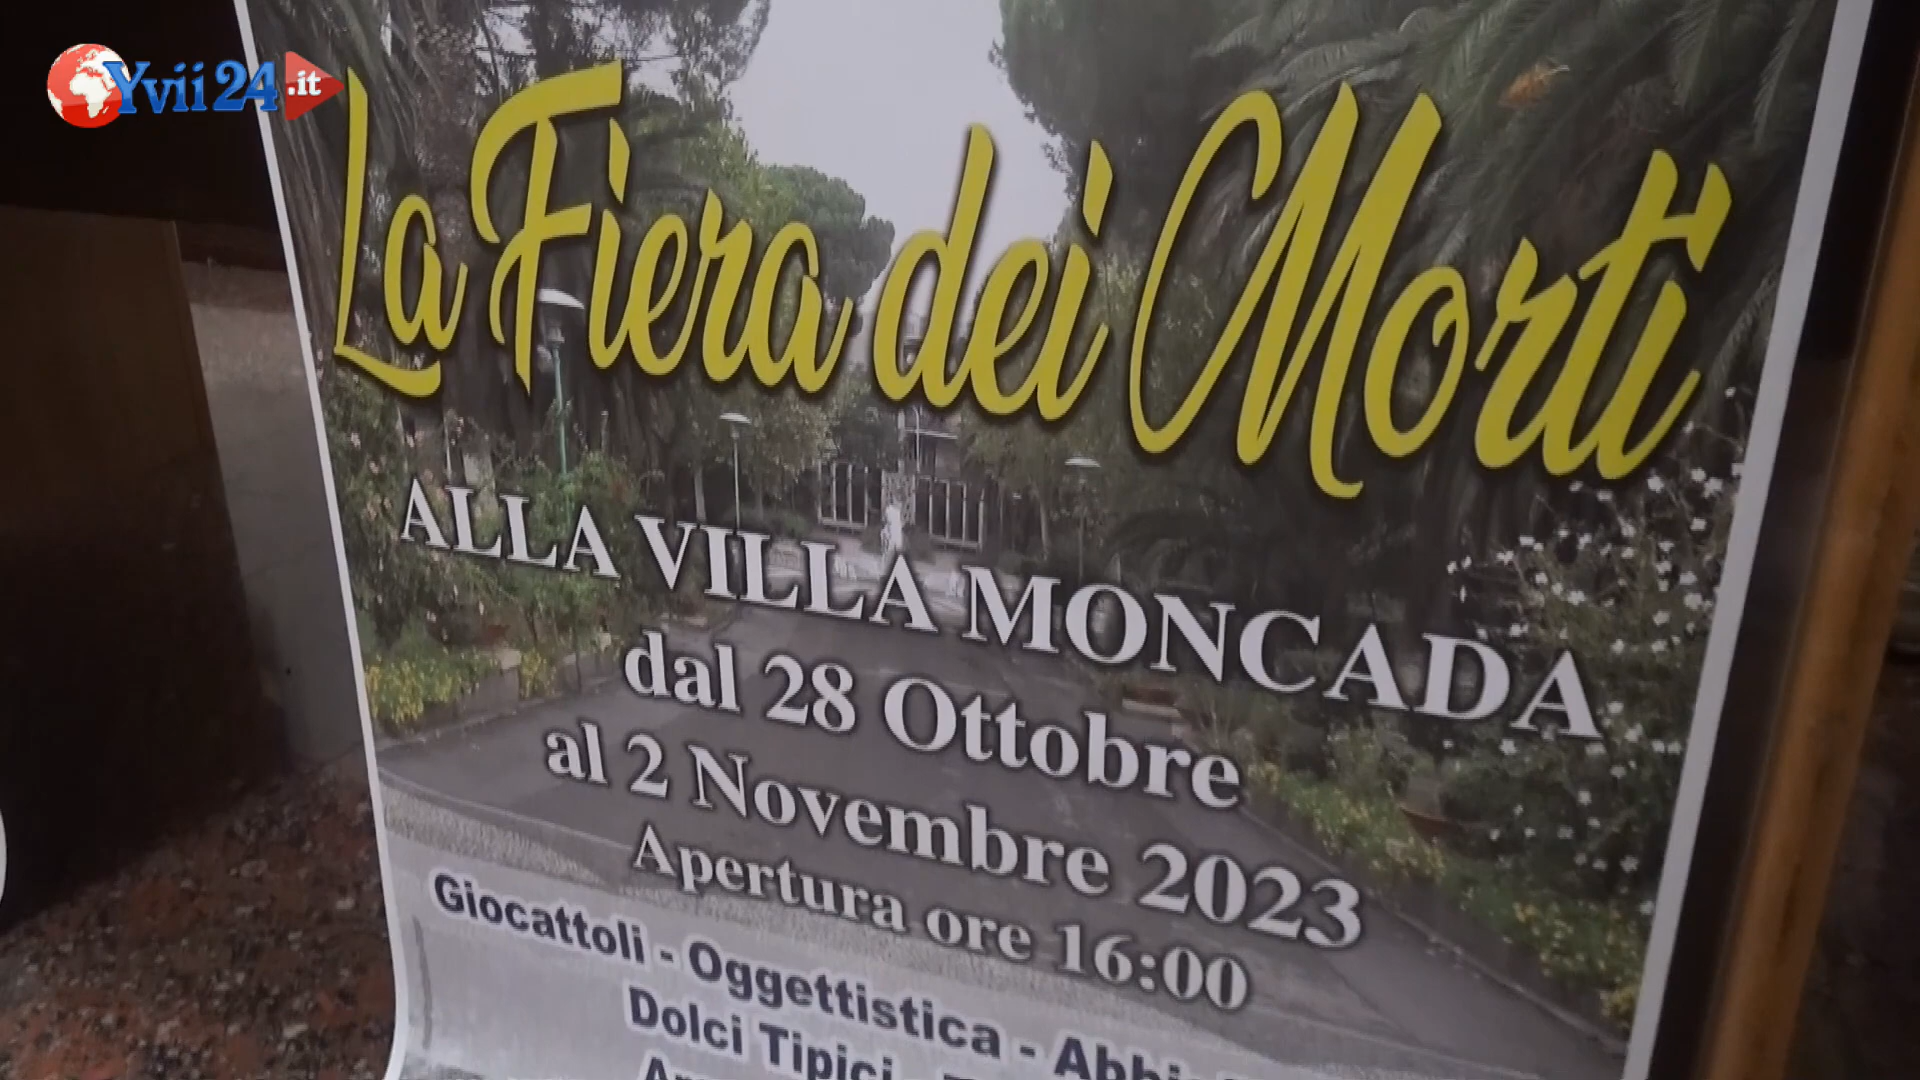 Yvii24.it
La Fiera dei Morti
ALLA VILLA MONCADA
dal 28 Ottobre
al 2 Novembre 2023
Apertura ore 16:00
Giocattoli - Oggettistica -
Dolci Tipici -